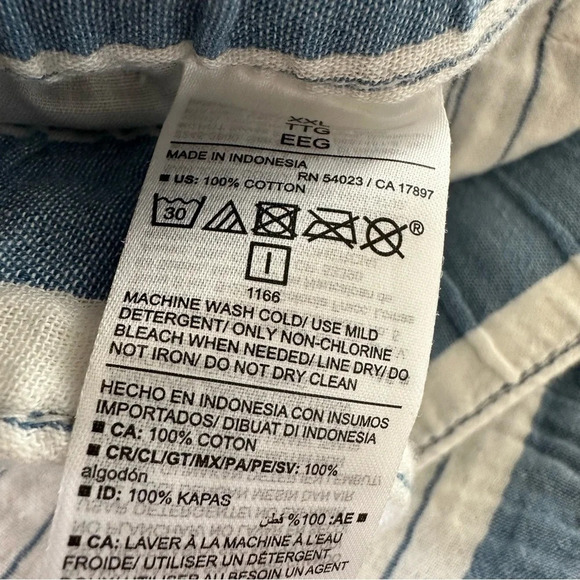 XXL
TTG
EEG
MADE IN INDONESIA RN 54023 / CA 17897
■ US: 100% COTTON
30 ®
1166
MACHINE WASH COLD/ USE MILD
DETERGENT/ ONLY NON-CHLORINE
BLEACH WHEN NEEDED/ LINE DRY/ DO
NOT IRON/ DO NOT DRY CLEAN
HECHO EN INDONESIA CON INSUMOS
IMPORTADOS/ DIBUAT DI INDONESIA
■ CA: 100% COTON
■ CR/CL/GT/MX/PA/PE/SV: 100%
algodón
■ ID: 100% KAPAS
■ AE: 100% قطن
■ CA: LAVER À LA MACHINE À L'EAU
FROIDE/ UTILISER UN DÉTERGENT